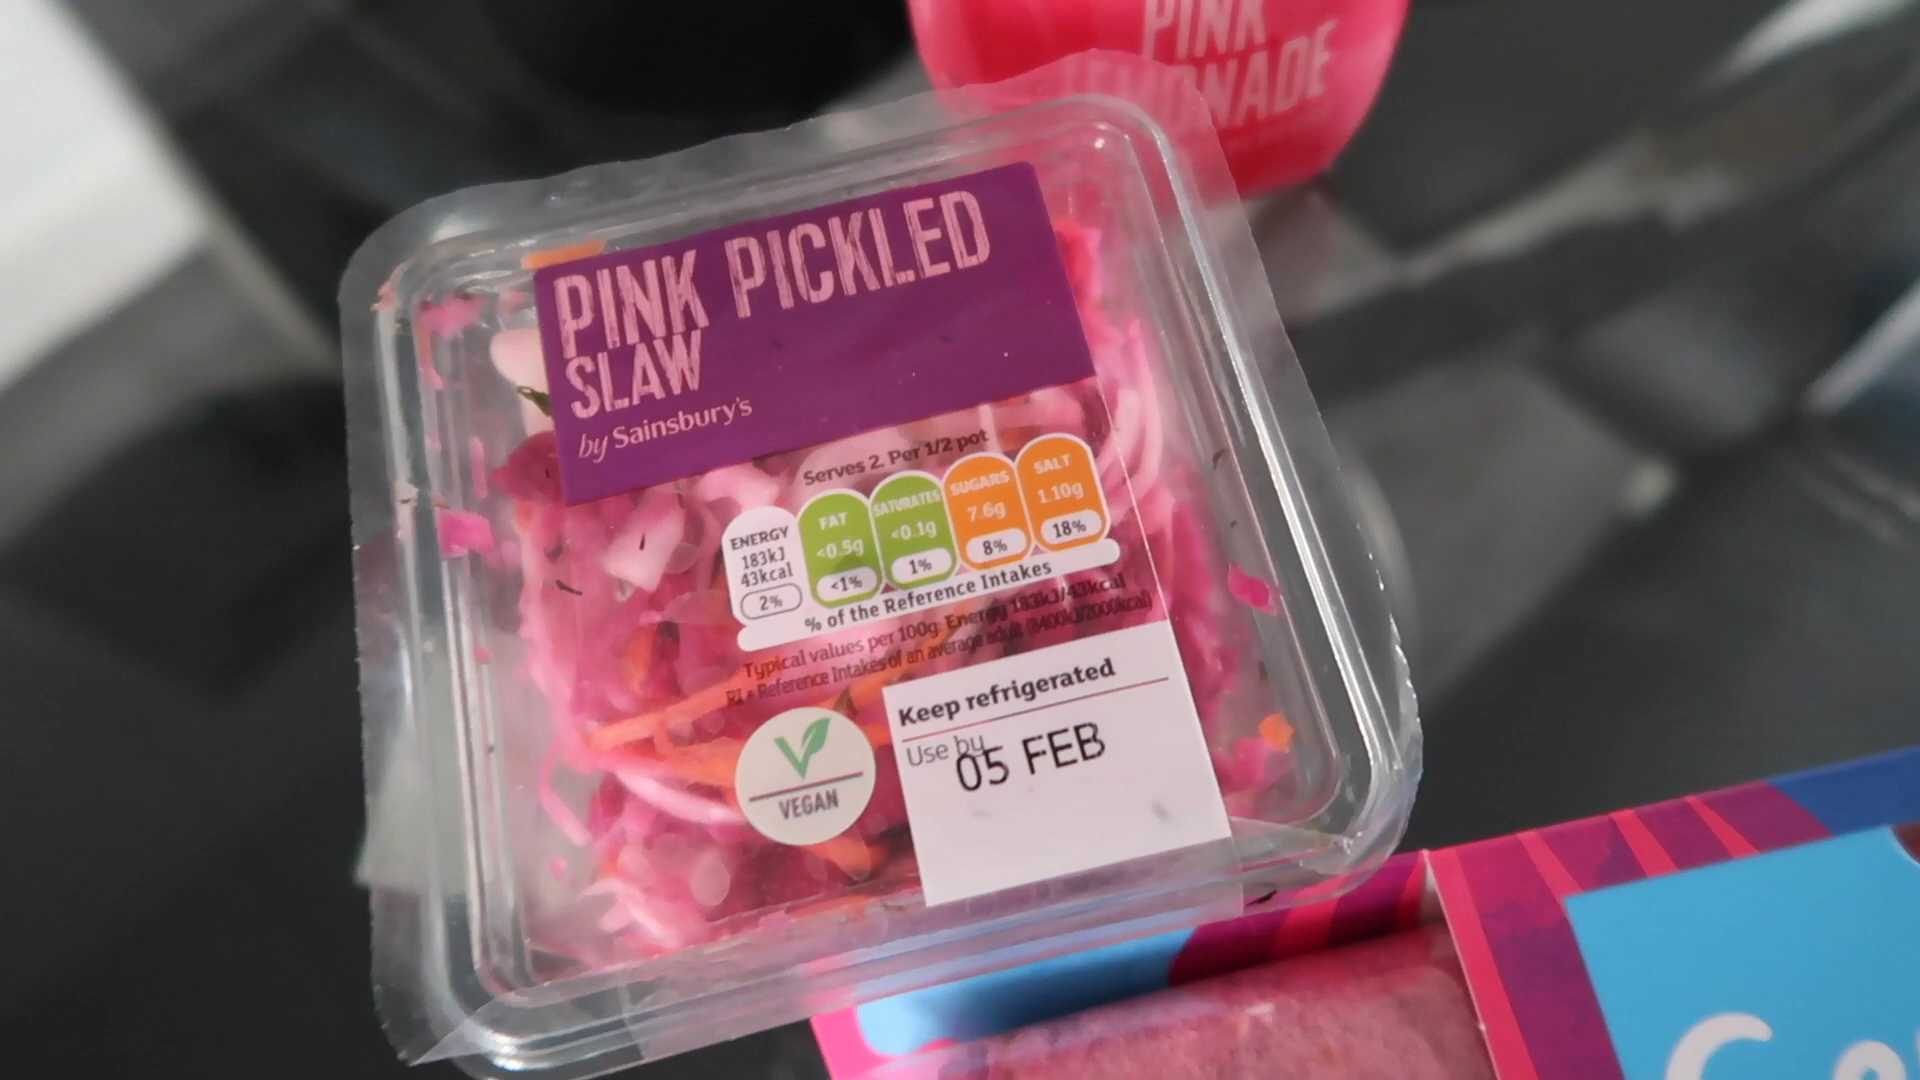 PINK
LEMONADE
PINK PICKLED
SLAW
by Sainsbury's
Serves 2. Per 1/2 pot
ENERGY
183kJ
43kcal
2%
FAT
<0.5g
<1%
SATURATES
<0.1g
1%
SUGARS
7.6g
8%
SALT
1.10g
18%
% of the Reference Intakes
Typical values per 100g: Energy 183kJ/43kcal
RI = Reference Intakes of an average adult (8400kJ/2000kcal)
Keep refrigerated
Use by
05 FEB
VEGAN